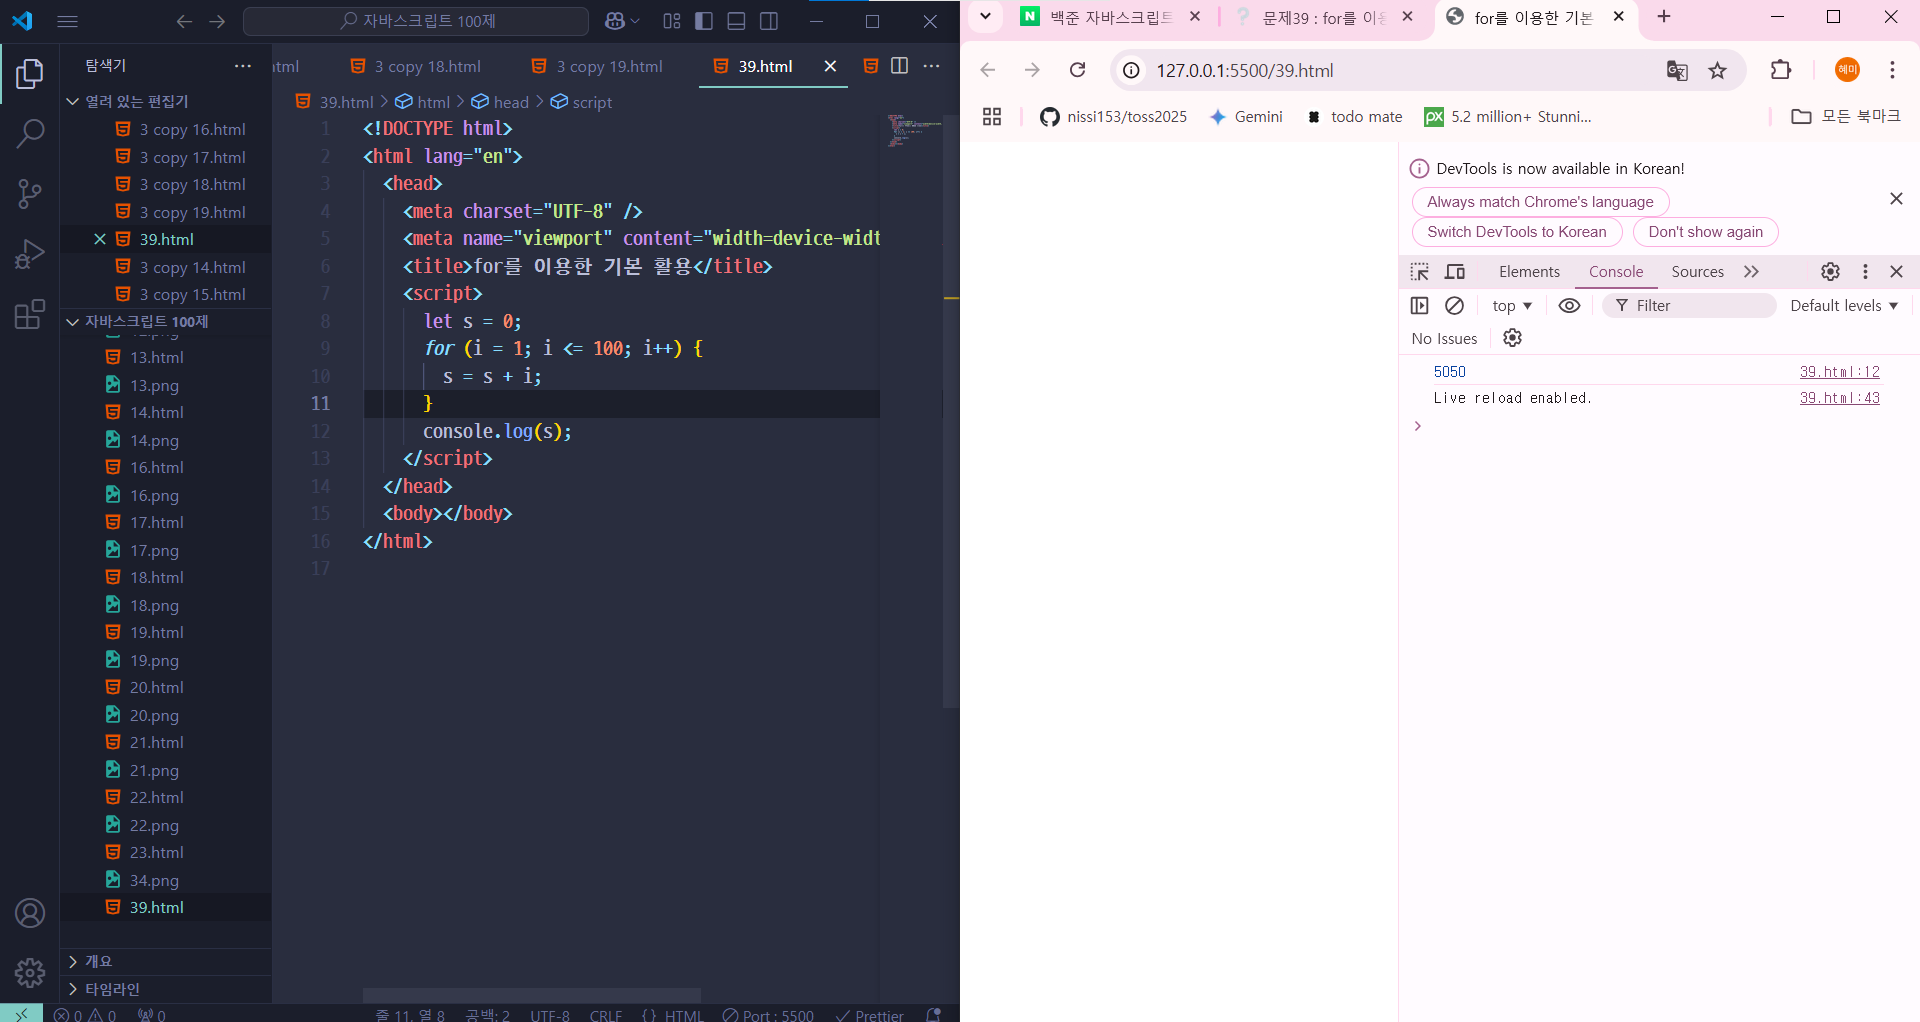 자바스크립트 100제
탐색기
열려 있는 편집기
3 copy 16.html
3 copy 17.html
3 copy 18.html
3 copy 19.html
39.html
3 copy 14.html
3 copy 15.html
자바스크립트 100제
13.html
13.png
14.html
14.png
16.html
16.png
17.html
17.png
18.html
18.png
19.html
19.png
20.html
20.png
21.html
21.png
22.html
22.png
23.html
34.png
39.html
개요
타임라인
html 3 copy 18.html 3 copy 19.html 39.html
39.html > html > head > script
1 <!DOCTYPE html>
2 <html lang="en">
3 <head>
4 <meta charset="UTF-8" />
5 <meta name="viewport" content="width=device-widt
6 <title>for를 이용한 기본 활용</title>
7 <script>
8 let s = 0;
9 for (i = 1; i <= 100; i++) {
10 s = s + i;
11 }
12 console.log(s);
13 </script>
14 </head>
15 <body></body>
16 </html>
17
0 0 0 줄 11, 열 8 공백: 2 UTF-8 CRLF {} HTML Port : 5500 Prettier
백준 자바스크립트 문제39 : for를 이용 for를 이용한 기본
127.0.0.1:5500/39.html 혜미
nissi153/toss2025 Gemini todo mate px 5.2 million+ Stunni... 모든 북마크
DevTools is now available in Korean!
Always match Chrome's language
Switch DevTools to Korean Don't show again
Elements Console Sources
top Filter Default levels
No Issues
5050 39.html:12
Live reload enabled. 39.html:43